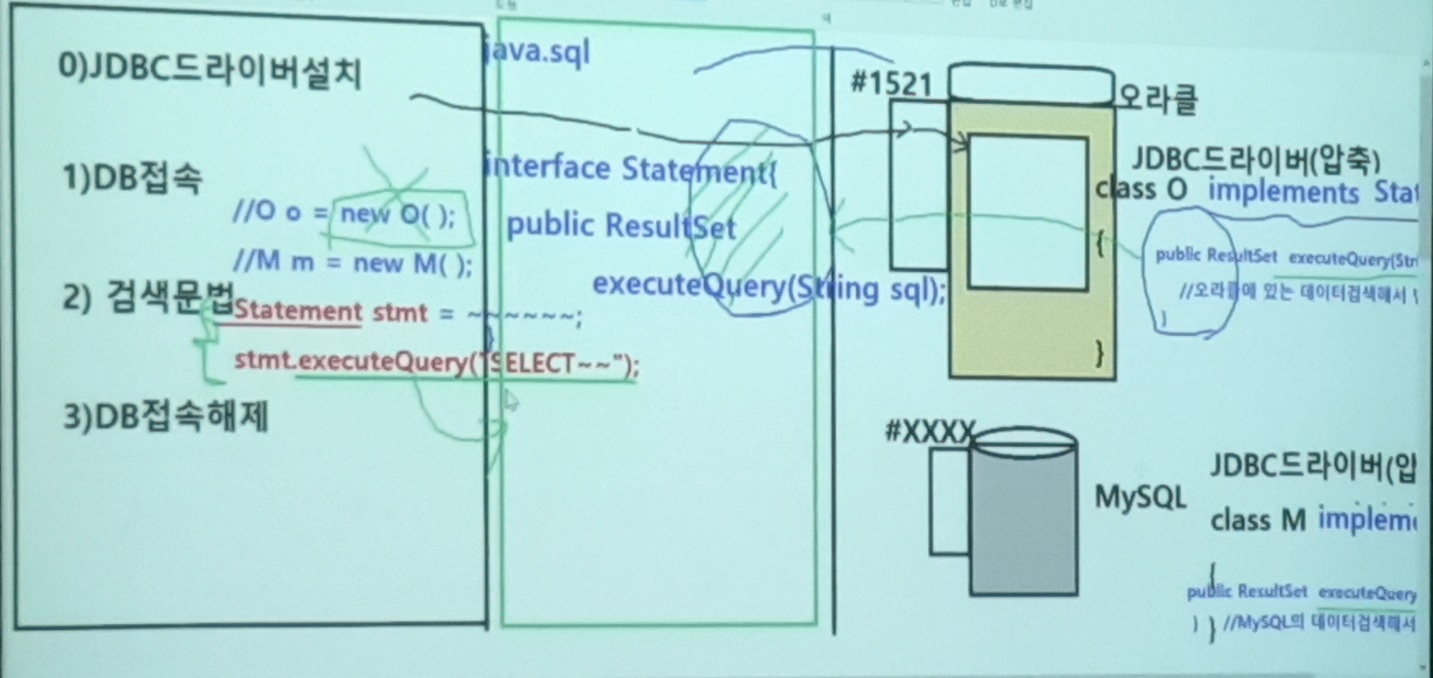 0)JDBC드라이버설치
1)DB접속
//O o = new O( );
//M m = new M( );
2) 검색문법
Statement stmt = ~~~~~~;
stmt.executeQuery("SELECT~~");
3)DB접속해제
java.sql
interface Statement{
public ResultSet
executeQuery(String sql);
}
#1521
오라클
JDBC드라이버(압축)
class O implements Stat
{
public ResultSet executeQuery(Str
//오라클에 있는 데이터검색해서
}
}
#XXXX
MySQL
JDBC드라이버(압
class M implem
{
public ResultSet executeQuery
} } //MySQL의 데이터검색해서